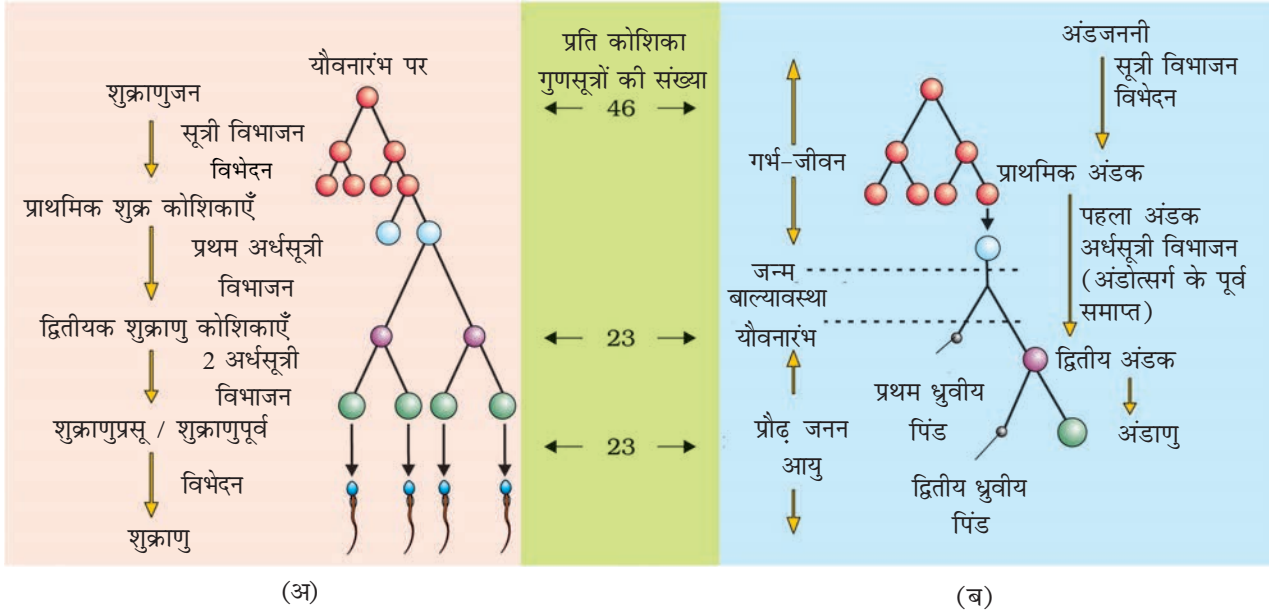 शुक्राणुजन
सूत्री विभाजन
विभेदन
प्राथमिक शुक्र कोशिकाएँ
प्रथम अर्धसूत्री
विभाजन
द्वितीयक शुक्राणु कोशिकाएँ
2 अर्धसूत्री
विभाजन
शुक्राणुप्रसू / शुक्राणुपूर्व
विभेदन
शुक्राणु
यौवनारंभ पर
प्रति कोशिका
गुणसूत्रों की संख्या
46
23
23
गर्भ-जीवन
जन्म
बाल्यावस्था
यौवनारंभ
प्रौढ़ जनन
आयु
प्रथम ध्रुवीय
पिंड
द्वितीय ध्रुवीय
पिंड
अंडजननी
सूत्री विभाजन
विभेदन
प्राथमिक अंडक
पहला अंडक
अर्धसूत्री विभाजन
(अंडोत्सर्ग के पूर्व
समाप्त)
द्वितीय अंडक
अंडाणु
(अ)
(ब)